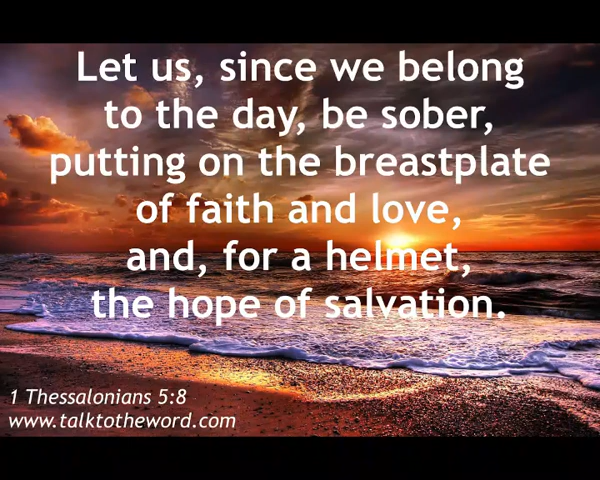 Let us, since we belong
to the day, be sober,
putting on the breastplate
of faith and love,
and, for a helmet,
the hope of salvation.
1 Thessalonians 5:8
www.talktotheword.com